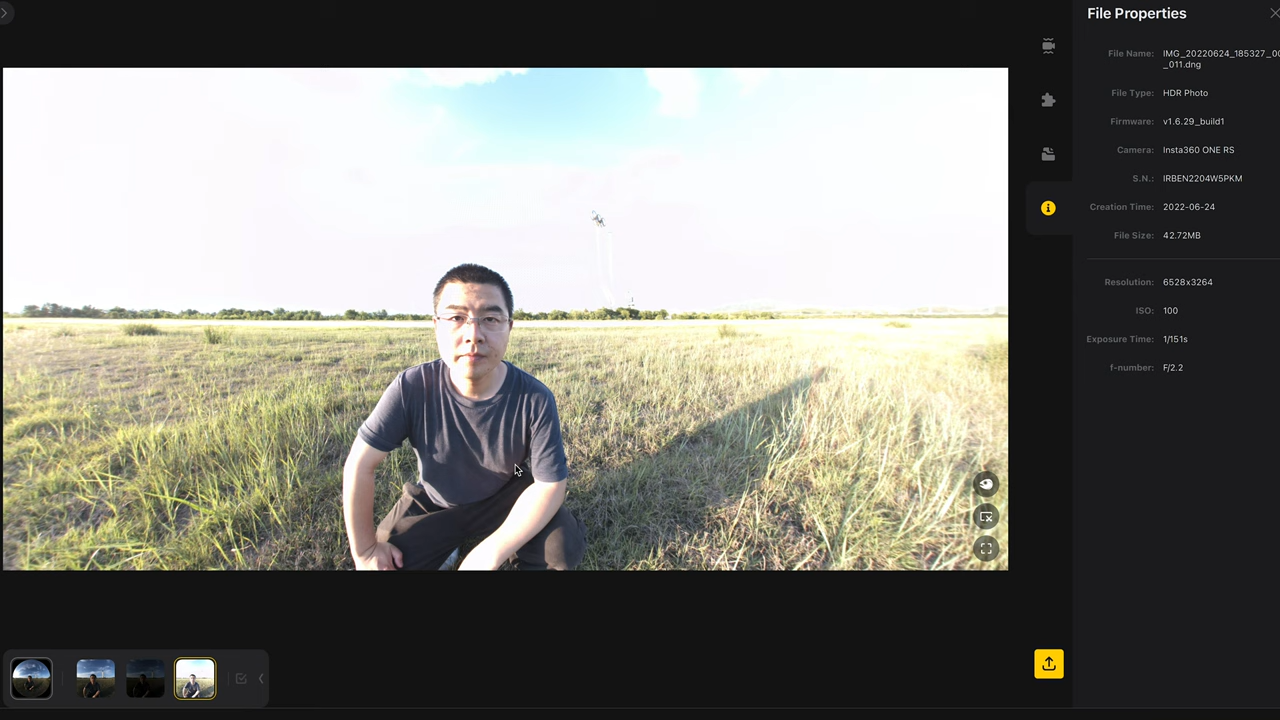 File Properties
File Name: IMG_20220624_185327_00
_011.dng
File Type: HDR Photo
Firmware: v1.6.29_build1
Camera: Insta360 ONE RS
S.N.: IRBEN2204W5PKM
Creation Time: 2022-06-24
File Size: 42.72MB
Resolution: 6528x3264
ISO: 100
Exposure Time: 1/151s
f-number: F/2.2